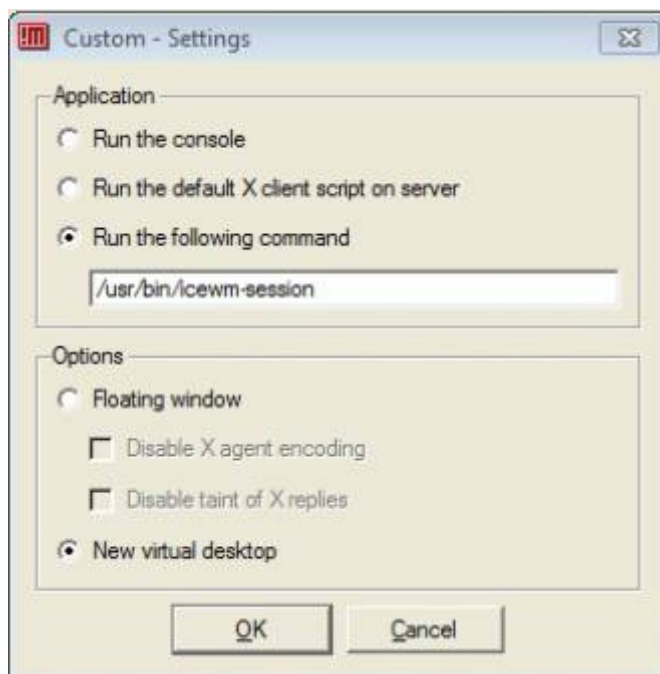 !M Custom - Settings
Application
Run the console
Run the default X client script on server
Run the following command
/usr/bin/icewm-session
Options
Floating window
Disable X agent encoding
Disable taint of X replies
New virtual desktop
OK Cancel